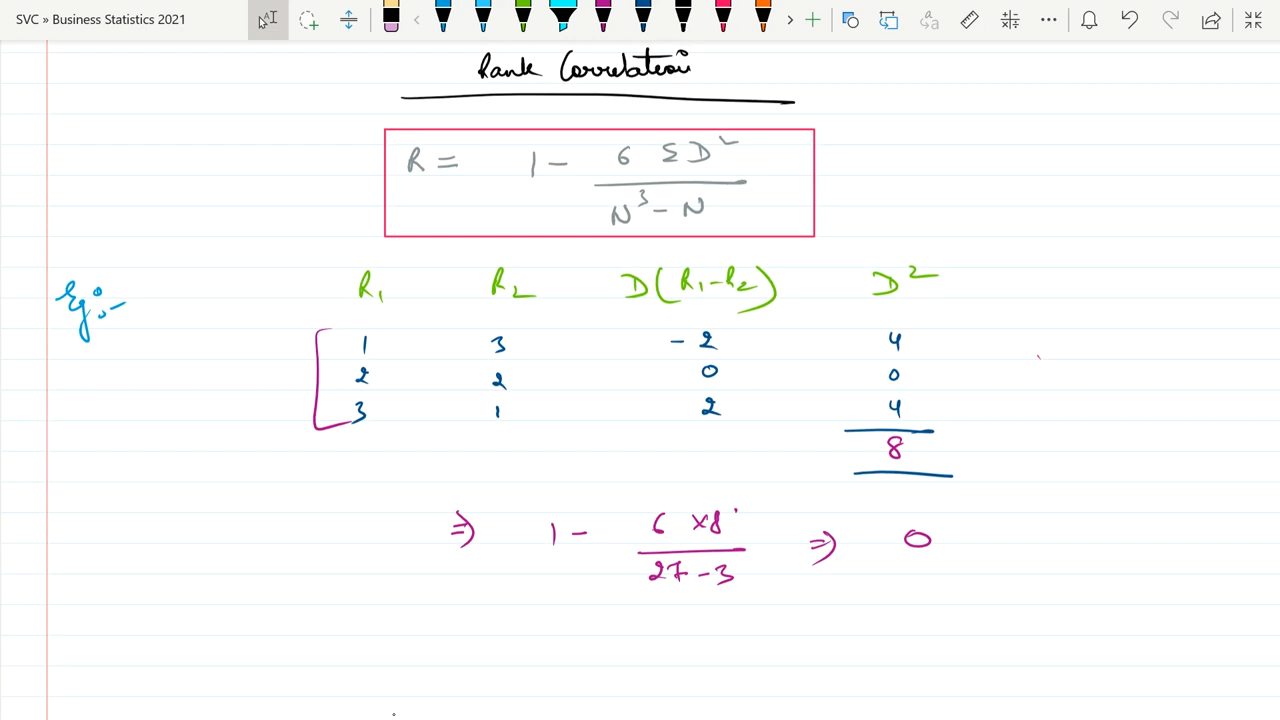 SVC » Business Statistics 2021
Rank Correlation
R = 1 - 6 ΣD² / N³ - N
Eg:-
R₁ R₂ D(R₁-R₂) D²
1 3 -2 4
2 2 0 0
3 1 2 4
8
⇒ 1 - 6 ×8 / 27 - 3 ⇒ 0